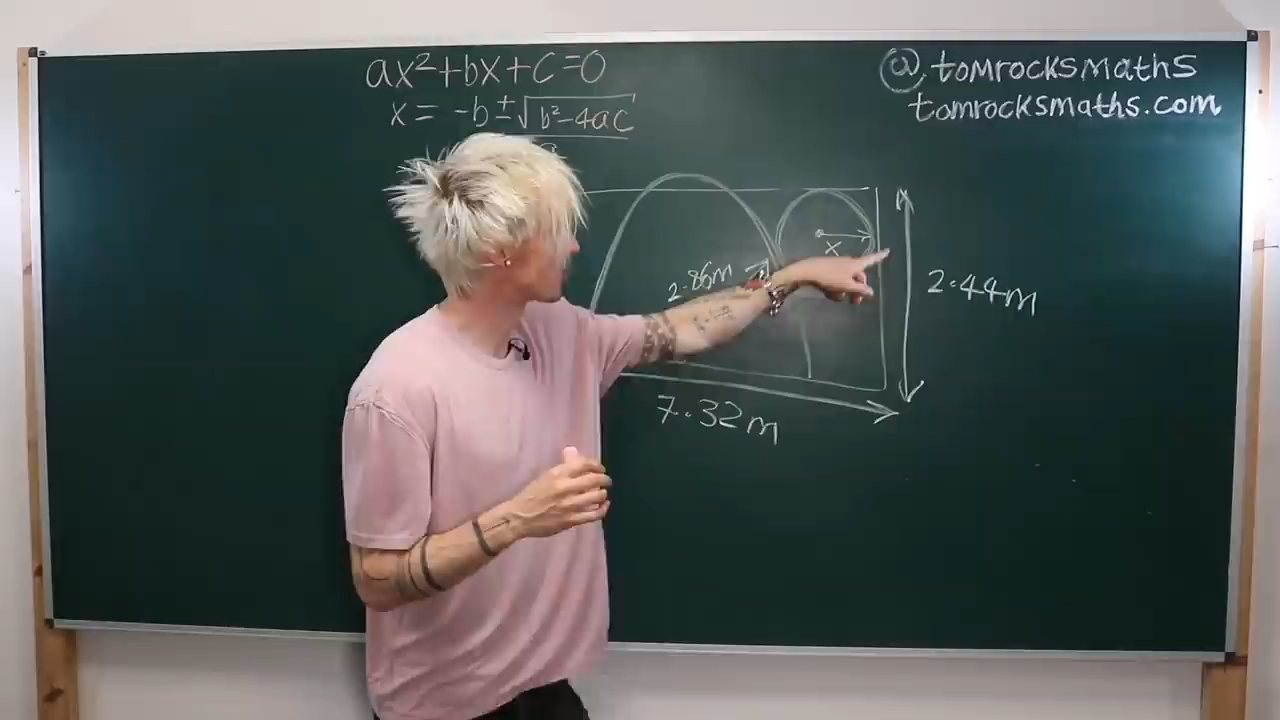 ax²+bx+c=0
x = -b ± √b²-4ac
@tomrocksmaths
tomrocksmaths.com
x
2.86m
2.44m
7.32m